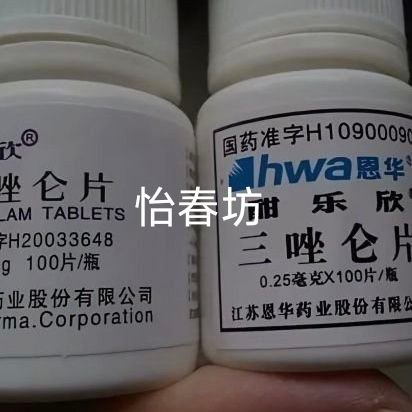 欣®
唑仑片
LAM TABLETS
字H20033648
g 100片/瓶
药业股份有限公司
rma.Corporation
国药准字H10900090
hwa恩华
甜乐欣
三唑仑片
0.25毫克X100片/瓶
江苏恩华药业股份有限公
怡春坊